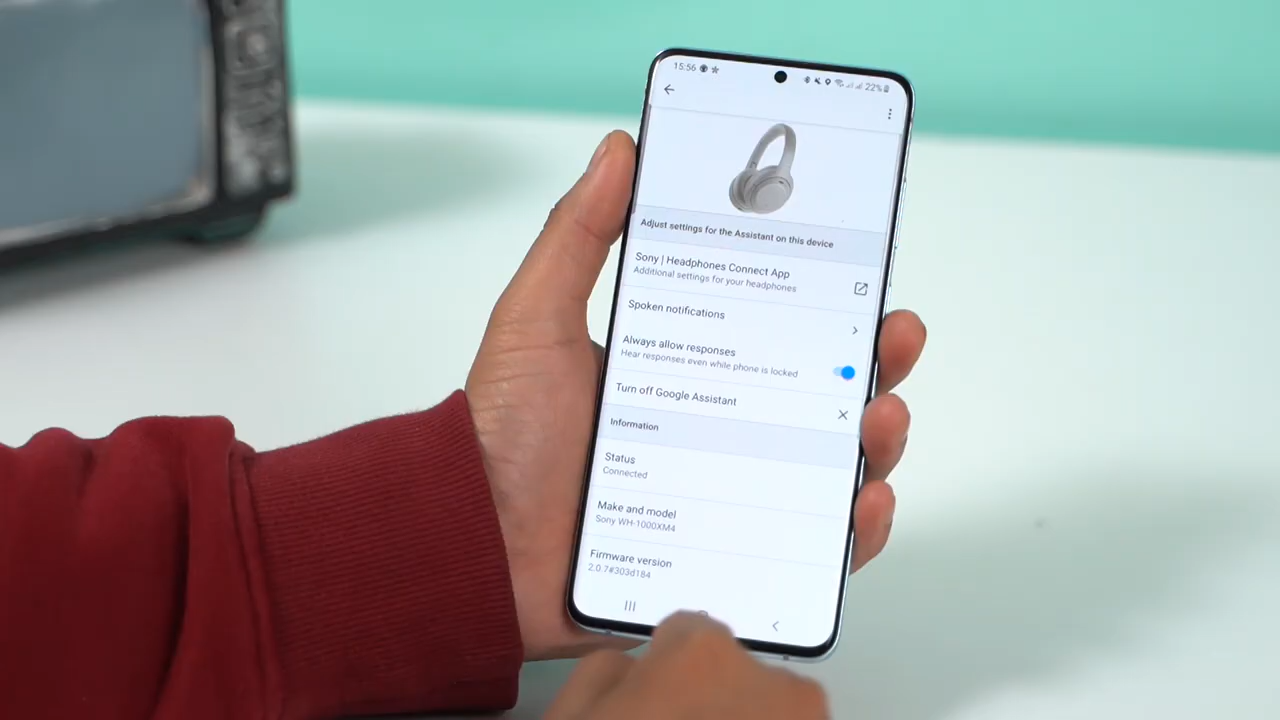 15:56
22%
Adjust settings for the Assistant on this device
Sony | Headphones Connect App
Additional settings for your headphones
Spoken notifications
Always allow responses
Hear responses even while phone is locked
Turn off Google Assistant
Information
Status
Connected
Make and model
Sony WH-1000XM4
Firmware version
2.0.7#303d184